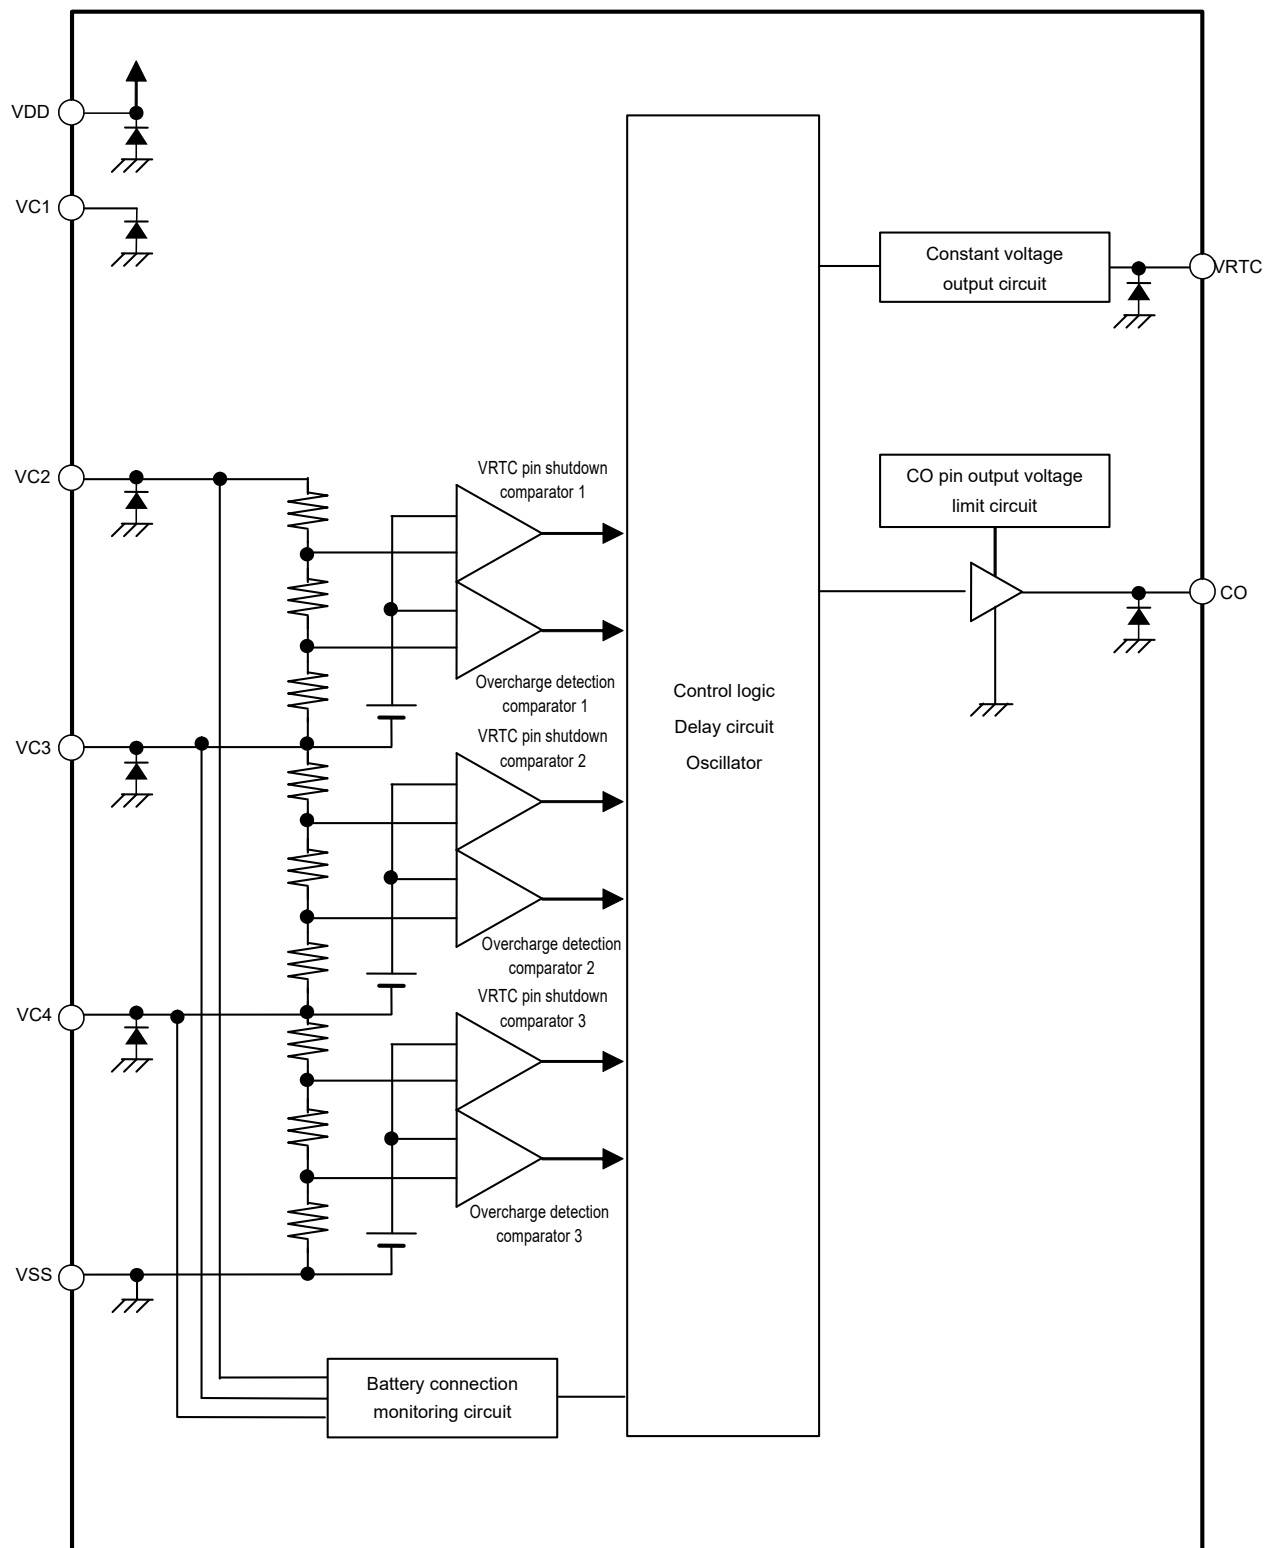 VDD
VC1
Constant voltage
output circuit
VRTC
VC2
VRTC pin shutdown
comparator 1
CO pin output voltage
limit circuit
CO
Overcharge detection
comparator 1
Control logic
Delay circuit
Oscillator
VC3
VRTC pin shutdown
comparator 2
Overcharge detection
comparator 2
VC4
VRTC pin shutdown
comparator 3
Overcharge detection
comparator 3
VSS
Battery connection
monitoring circuit